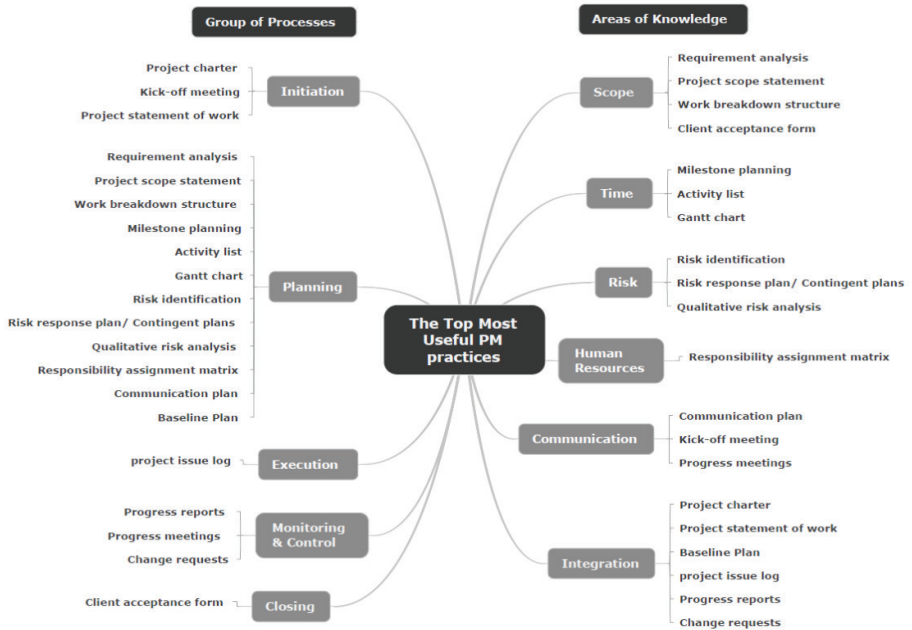 Group of Processes
Areas of Knowledge
Project charter
Kick-off meeting
Project statement of work
Initiation
Requirement analysis
Project scope statement
Work breakdown structure
Milestone planning
Activity list
Gantt chart
Risk identification
Risk response plan/ Contingent plans
Qualitative risk analysis
Responsibility assignment matrix
Communication plan
Baseline Plan
Planning
project issue log
Execution
Progress reports
Progress meetings
Change requests
Monitoring
& Control
Client acceptance form
Closing
The Top Most
Useful PM
practices
Scope
Requirement analysis
Project scope statement
Work breakdown structure
Client acceptance form
Time
Milestone planning
Activity list
Gantt chart
Risk
Risk identification
Risk response plan/ Contingent plans
Qualitative risk analysis
Human
Resources
Responsibility assignment matrix
Communication
Communication plan
Kick-off meeting
Progress meetings
Integration
Project charter
Project statement of work
Baseline Plan
project issue log
Progress reports
Change requests